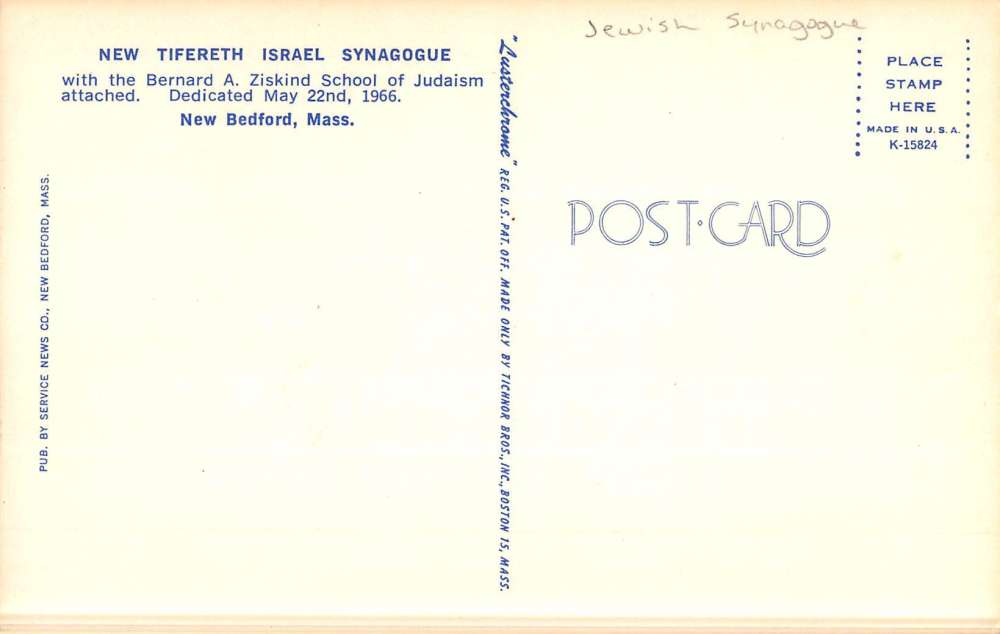 Jewish Synagogue
NEW TIFERETH ISRAEL SYNAGOGUE
with the Bernard A. Ziskind School of Judaism
attached. Dedicated May 22nd, 1966.
New Bedford, Mass.
PUB. BY SERVICE NEWS CO., NEW BEDFORD, MASS.
"Lusterchrome" REG. U.S. PAT. OFF. MADE ONLY BY TICHNOR BROS., INC., BOSTON 15, MASS.
PLACE
STAMP
HERE
MADE IN U.S.A.
K-15824
POST·CARD